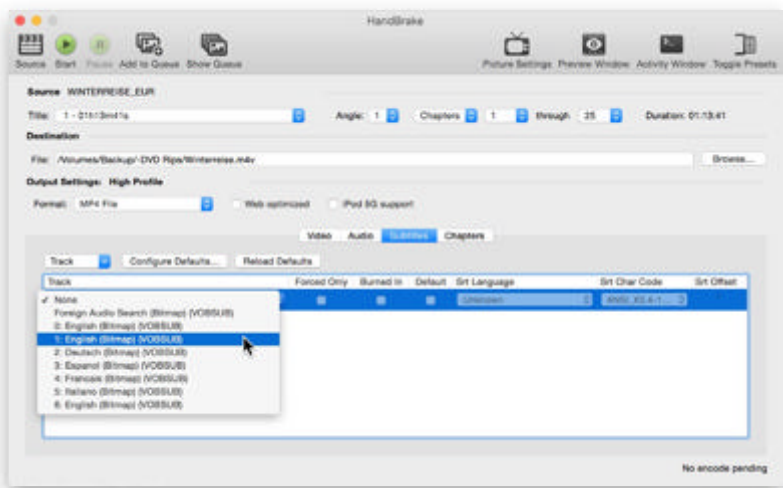 HandBrake
Source Start Pause Add to Queue Show Queue Picture Settings Preview Window Activity Window Toggle Presets
Source WINTERREISE_EUR
Title: 1 - 01h13m41s Angle: 1 Chapters 1 through 25 Duration: 01:13:41
Destination
File: /Volumes/Backup/-DVD Rips/Winterreise.m4v Browse...
Output Settings: High Profile
Format: MP4 File Web optimized iPod 5G support
Video Audio Subtitles Chapters
Track Configure Defaults... Reload Defaults
Track Forced Only Burned In Default Srt Language Srt Char Code Srt Offset
✓ None Unknown
Foreign Audio Search (Bitmap) (VOBSUB)
0: English (Bitmap) (VOBSUB)
1: English (Bitmap) (VOBSUB)
2: Deutsch (Bitmap) (VOBSUB)
3: Espanol (Bitmap) (VOBSUB)
4: Francais (Bitmap) (VOBSUB)
5: Italiano (Bitmap) (VOBSUB)
6: English (Bitmap) (VOBSUB)
No encode pending